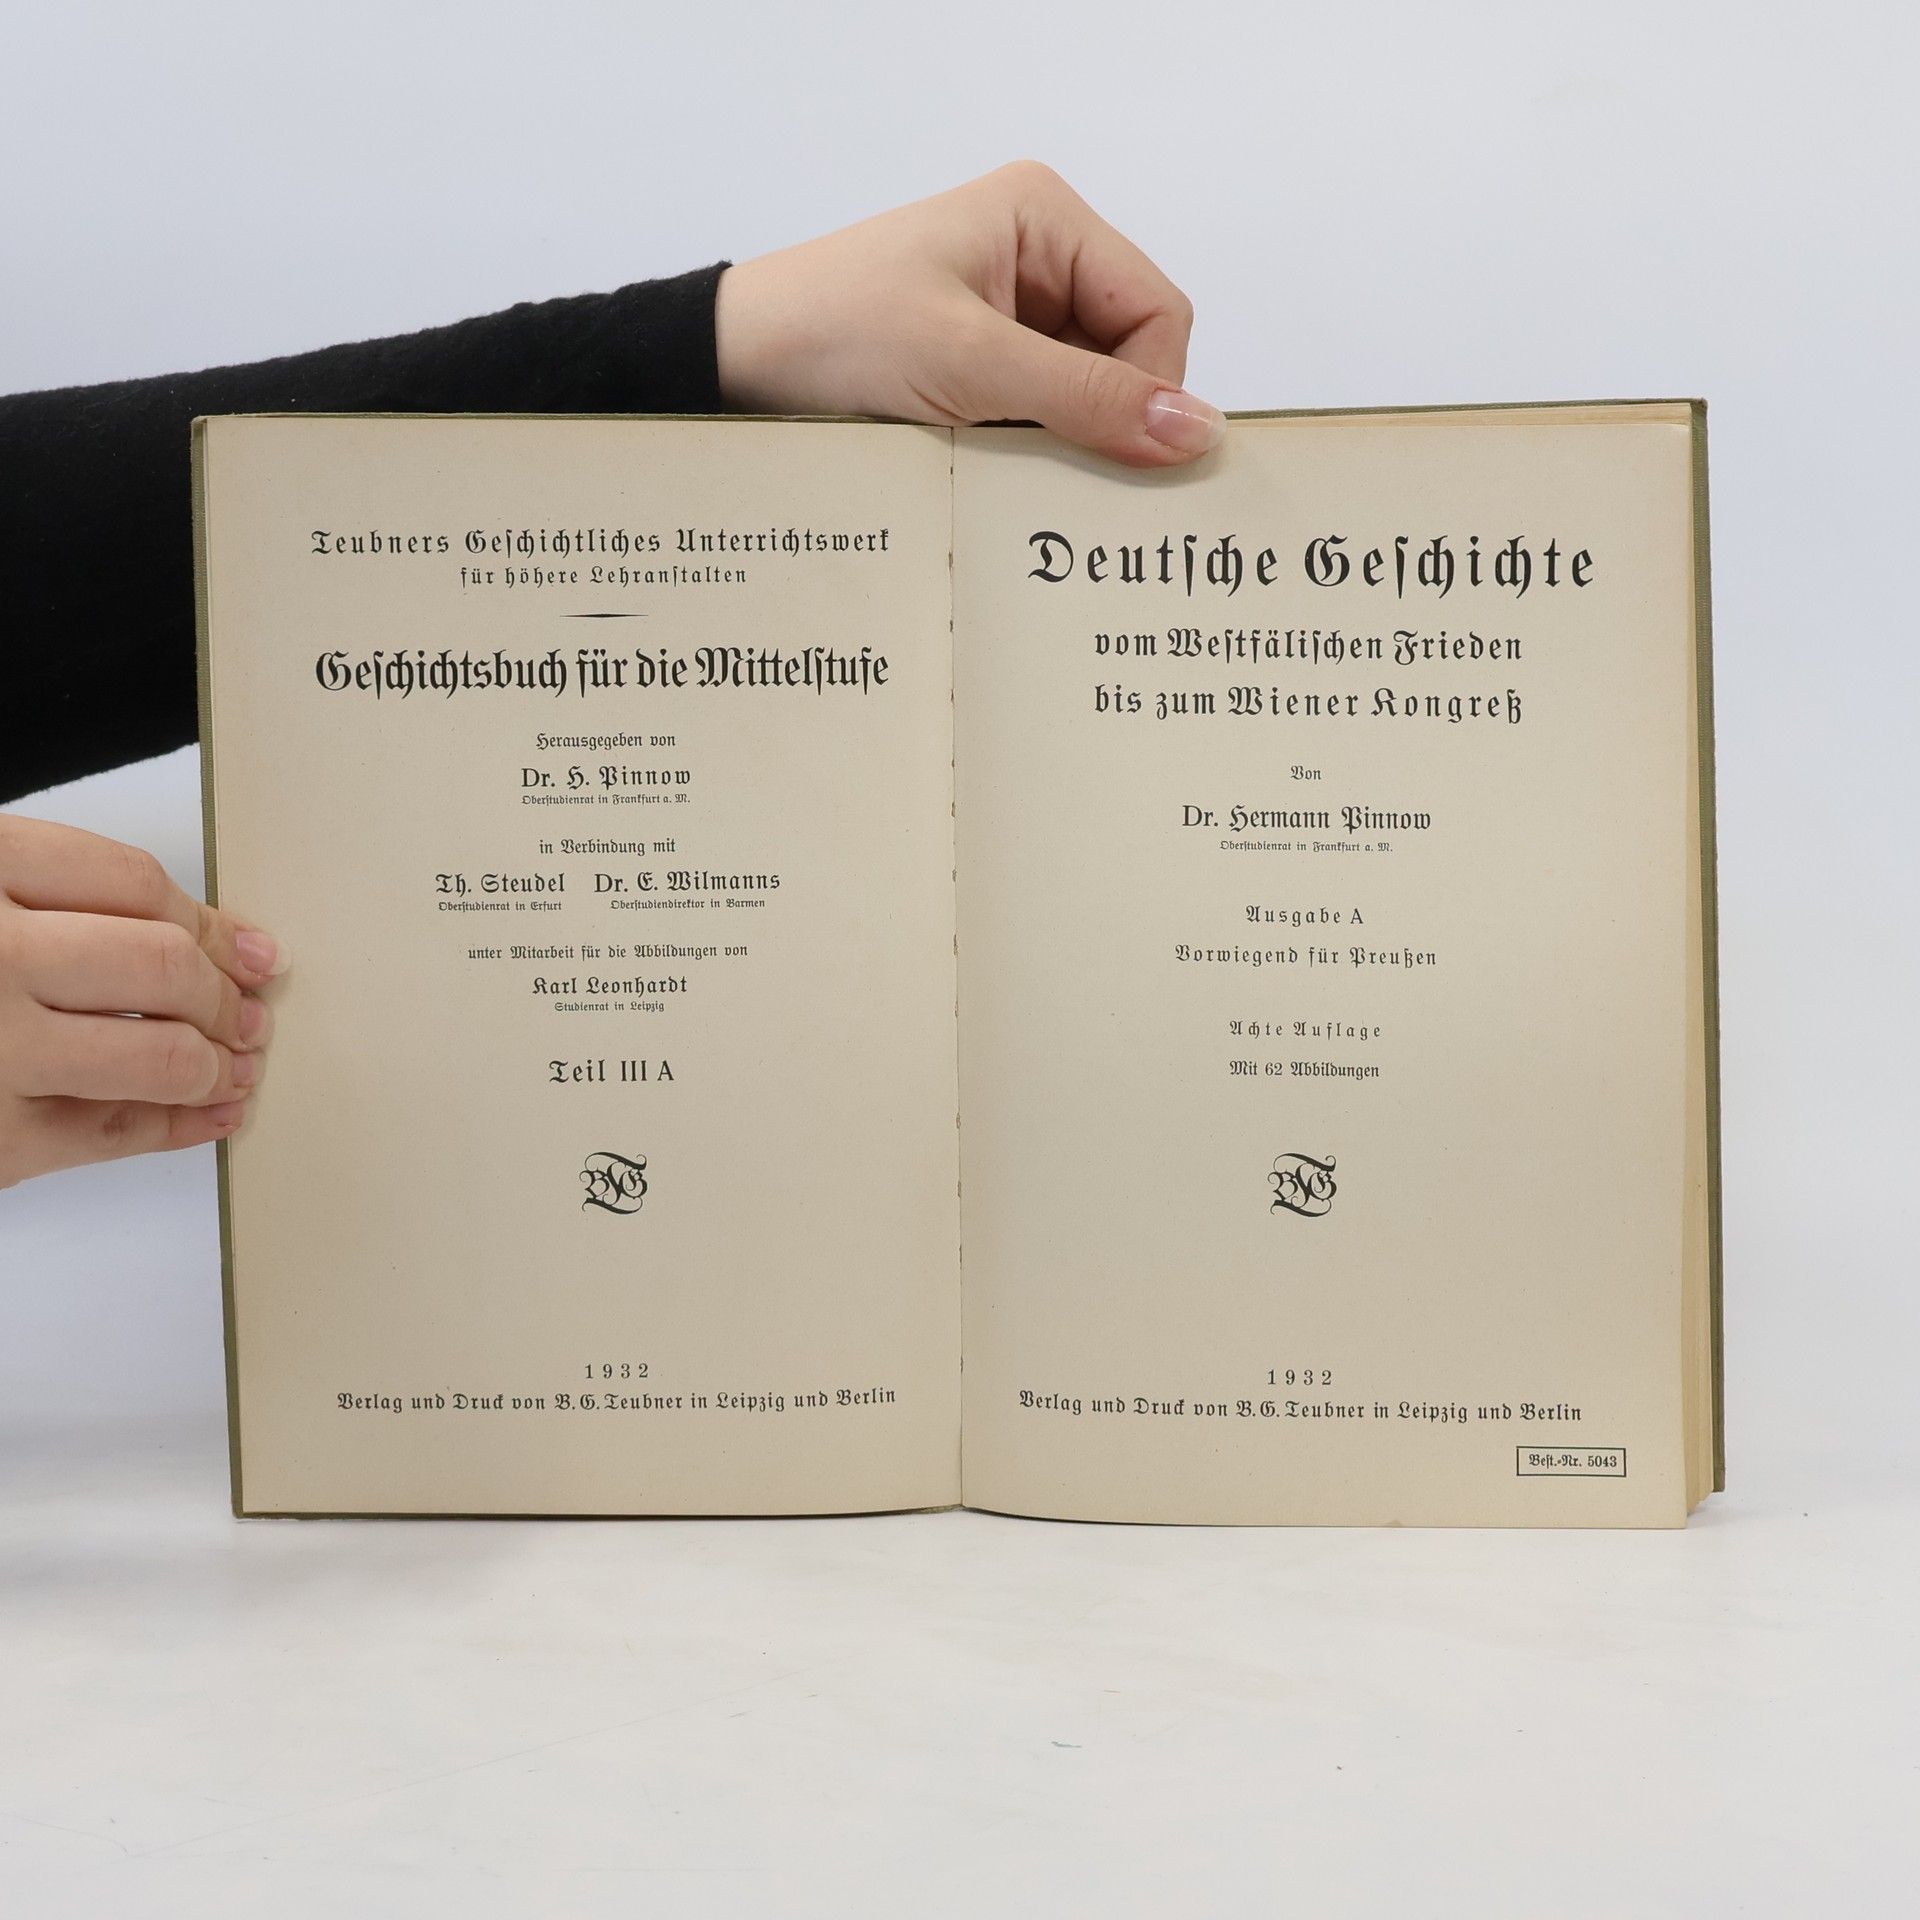 Teubners Geschichtliches Unterrichtswerk
für höhere Lehranstalten
Geschichtsbuch für die Mittelstufe
Herausgegeben von
Dr. H. Pinnow
Oberstudienrat in Frankfurt a. M.
in Verbindung mit
Th. Steudel Dr. E. Wilmanns
Oberstudienrat in Erfurt Oberstudiendirektor in Barmen
unter Mitarbeit für die Abbildungen von
Karl Leonhardt
Studienrat in Leipzig
Teil III A
BTG
1932
Verlag und Druck von B. G. Teubner in Leipzig und Berlin
Deutsche Geschichte
vom Westfälischen Frieden
bis zum Wiener Kongreß
Von
Dr. Hermann Pinnow
Oberstudienrat in Frankfurt a. M.
Ausgabe A
Vorwiegend für Preußen
Achte Auflage
Mit 62 Abbildungen
BTG
1932
Verlag und Druck von B. G. Teubner in Leipzig und Berlin
Best.-Nr. 5043